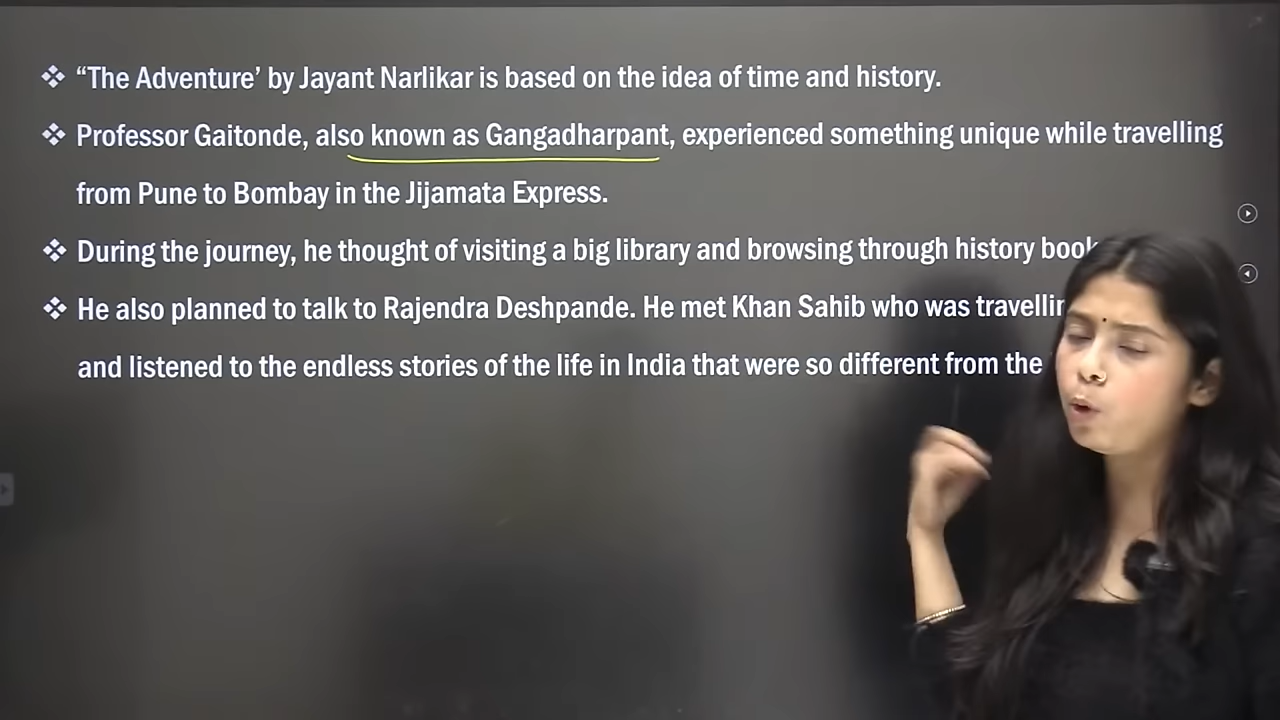 ❖ “The Adventure’ by Jayant Narlikar is based on the idea of time and history.
❖ Professor Gaitonde, also known as Gangadharpant, experienced something unique while travelling
from Pune to Bombay in the Jijamata Express.
❖ During the journey, he thought of visiting a big library and browsing through history
❖ He also planned to talk to Rajendra Deshpande. He met Khan Sahib who was
and listened to the endless stories of the life in India that were so different from the